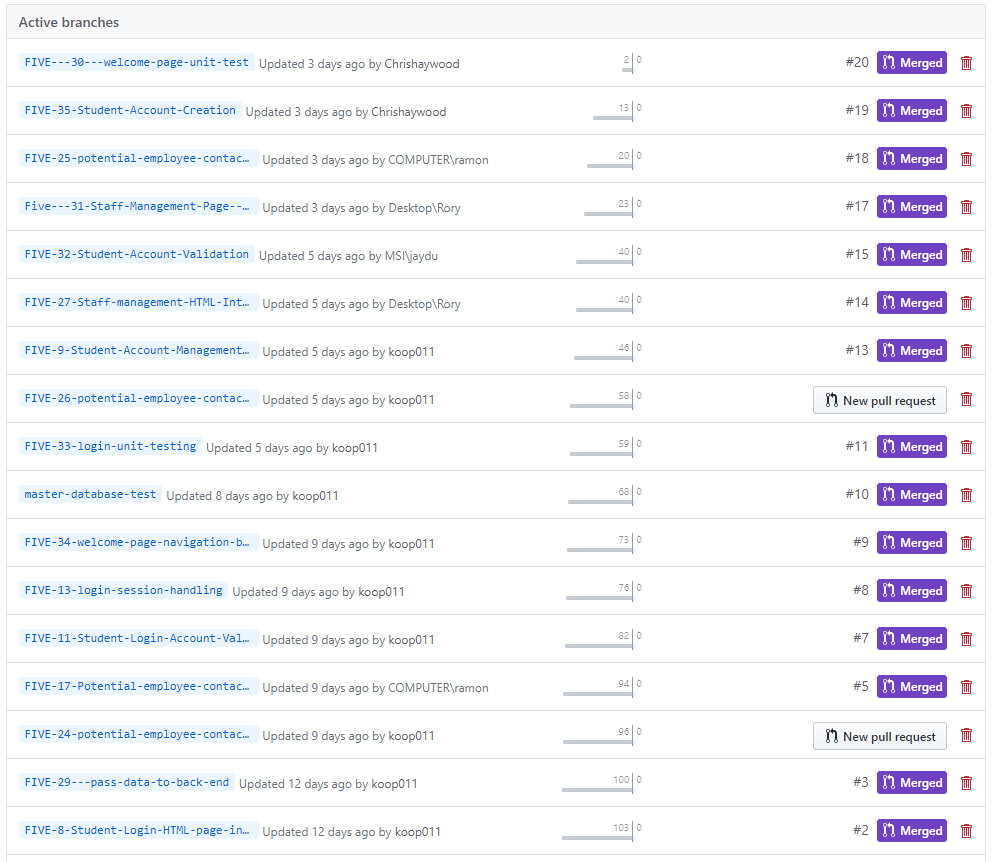 Active branches
FIVE---30---welcome-page-unit-test Updated 3 days ago by Chrishaywood 2 0 #20 Merged
FIVE-35-Student-Account-Creation Updated 3 days ago by Chrishaywood 13 0 #19 Merged
FIVE-25-potential-employee-contac… Updated 3 days ago by COMPUTER\ramon 20 0 #18 Merged
Five---31-Staff-Management-Page--… Updated 3 days ago by Desktop\Rory 23 0 #17 Merged
FIVE-32-Student-Account-Validation Updated 5 days ago by MSI\jaydu 40 0 #15 Merged
FIVE-27-Staff-management-HTML-Int… Updated 5 days ago by Desktop\Rory 40 0 #14 Merged
FIVE-9-Student-Account-Management… Updated 5 days ago by koop011 46 0 #13 Merged
FIVE-26-potential-employee-contac… Updated 5 days ago by koop011 58 0 New pull request
FIVE-33-login-unit-testing Updated 5 days ago by koop011 59 0 #11 Merged
master-database-test Updated 8 days ago by koop011 68 0 #10 Merged
FIVE-34-welcome-page-navigation-b… Updated 9 days ago by koop011 73 0 #9 Merged
FIVE-13-login-session-handling Updated 9 days ago by koop011 76 0 #8 Merged
FIVE-11-Student-Login-Account-Val… Updated 9 days ago by koop011 82 0 #7 Merged
FIVE-17-Potential-employee-contac… Updated 9 days ago by COMPUTER\ramon 94 0 #5 Merged
FIVE-24-potential-employee-contac… Updated 9 days ago by koop011 96 0 New pull request
FIVE-29---pass-data-to-back-end Updated 12 days ago by koop011 100 0 #3 Merged
FIVE-8-Student-Login-HTML-page-in… Updated 12 days ago by koop011 103 0 #2 Merged